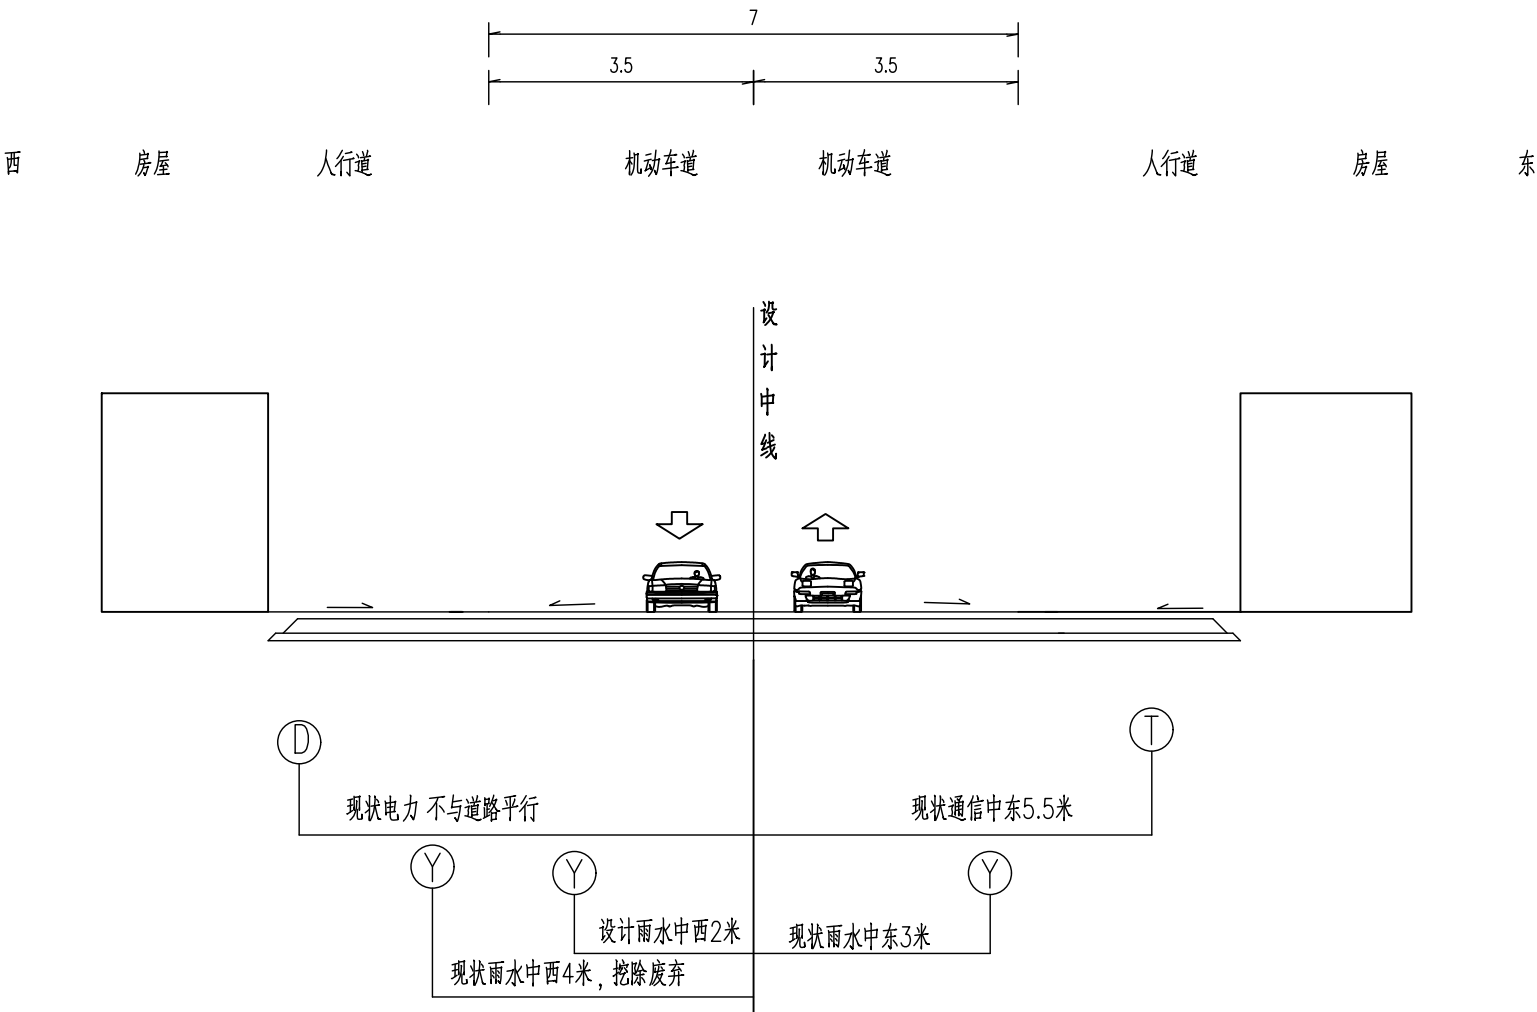 7
3.5 3.5
西 房屋 人行道 机动车道 机动车道 人行道 房屋 东
设计中线
D T
现状电力 不与道路平行 现状通信中东5.5米
Y Y Y
设计雨水中西2米 现状雨水中东3米
现状雨水中西4米,挖除废弃